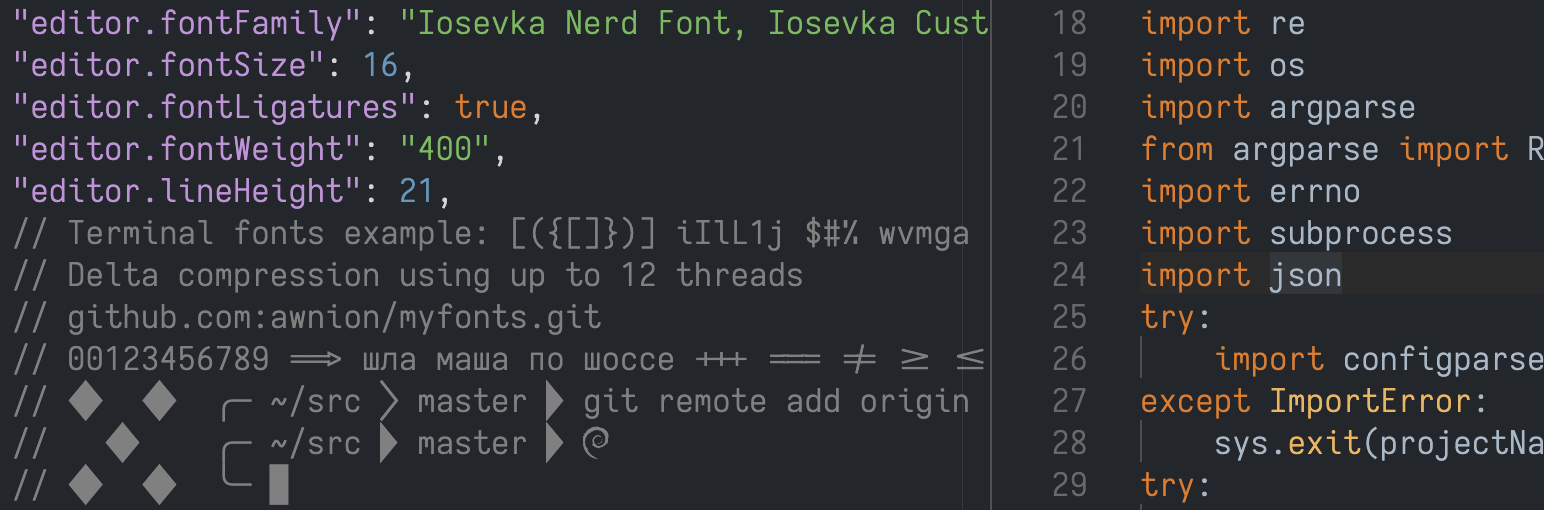 "editor.fontFamily": "Iosevka Nerd Font, Iosevka Cust
"editor.fontSize": 16,
"editor.fontLigatures": true,
"editor.fontWeight": "400",
"editor.lineHeight": 21,
// Terminal fonts example: [({[]})] iIlL1j $#% wvmga
// Delta compression using up to 12 threads
// github.com:awnion/myfonts.git
// 00123456789 ==> шла маша по шоссе +++ === ≠ ≥ ≤
// ♦ ♦ ╭─ ~/src master git remote add origin
// ♦ ╭─ ~/src master
// ♦ ♦ ╰─ █
18 import re
19 import os
20 import argparse
21 from argparse import R
22 import errno
23 import subprocess
24 import json
25 try:
26 import configparse
27 except ImportError:
28 sys.exit(projectNa
29 try: